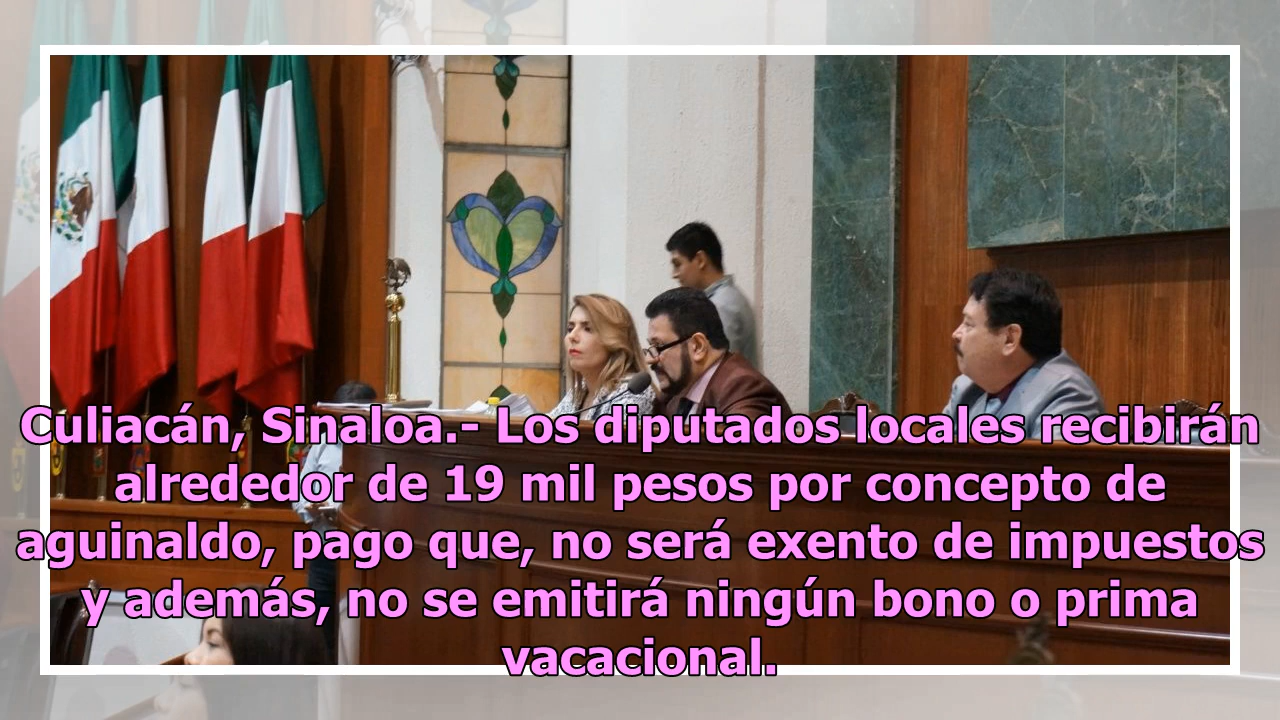 Culiacán, Sinaloa.- Los diputados locales recibirán
alrededor de 19 mil pesos por concepto de
aguinaldo, pago que, no será exento de impuestos
y además, no se emitirá ningún bono o prima
vacacional.